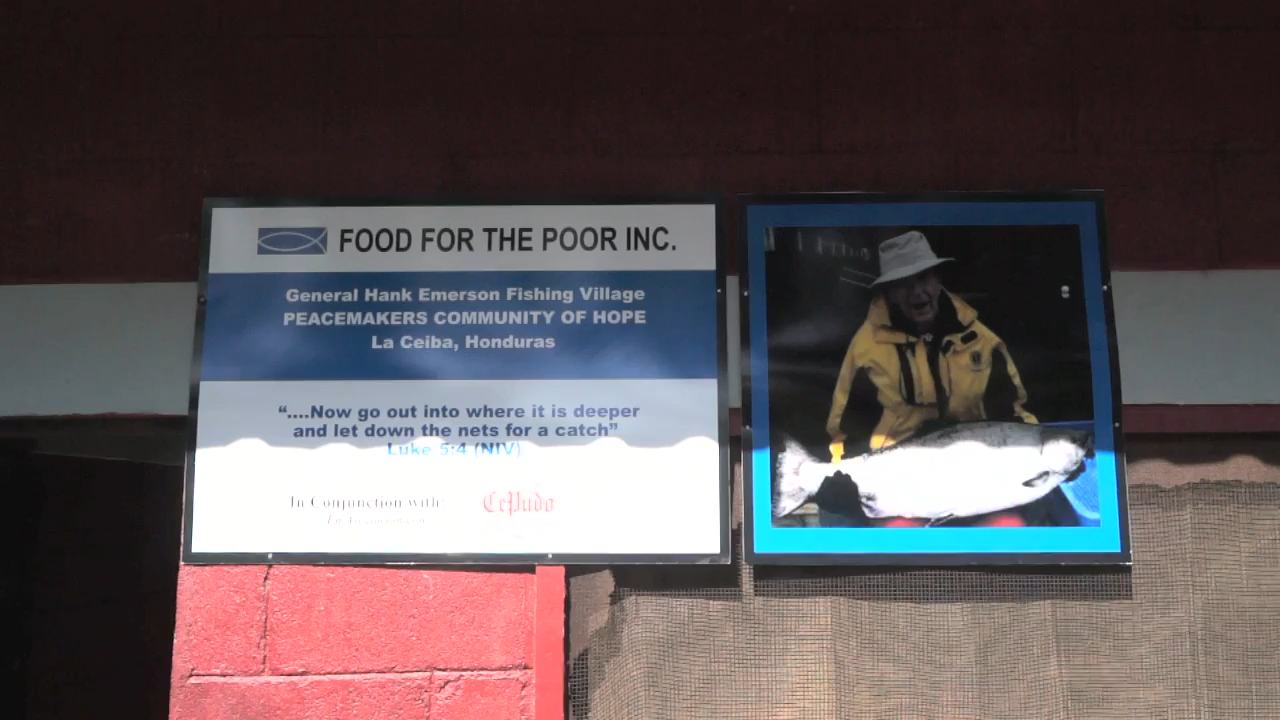 FOOD FOR THE POOR INC.
General Hank Emerson Fishing Village
PEACEMAKERS COMMUNITY OF HOPE
La Ceiba, Honduras
“....Now go out into where it is deeper
and let down the nets for a catch”
Luke 5:4 (NIV)
In Conjunction with:
CePudo